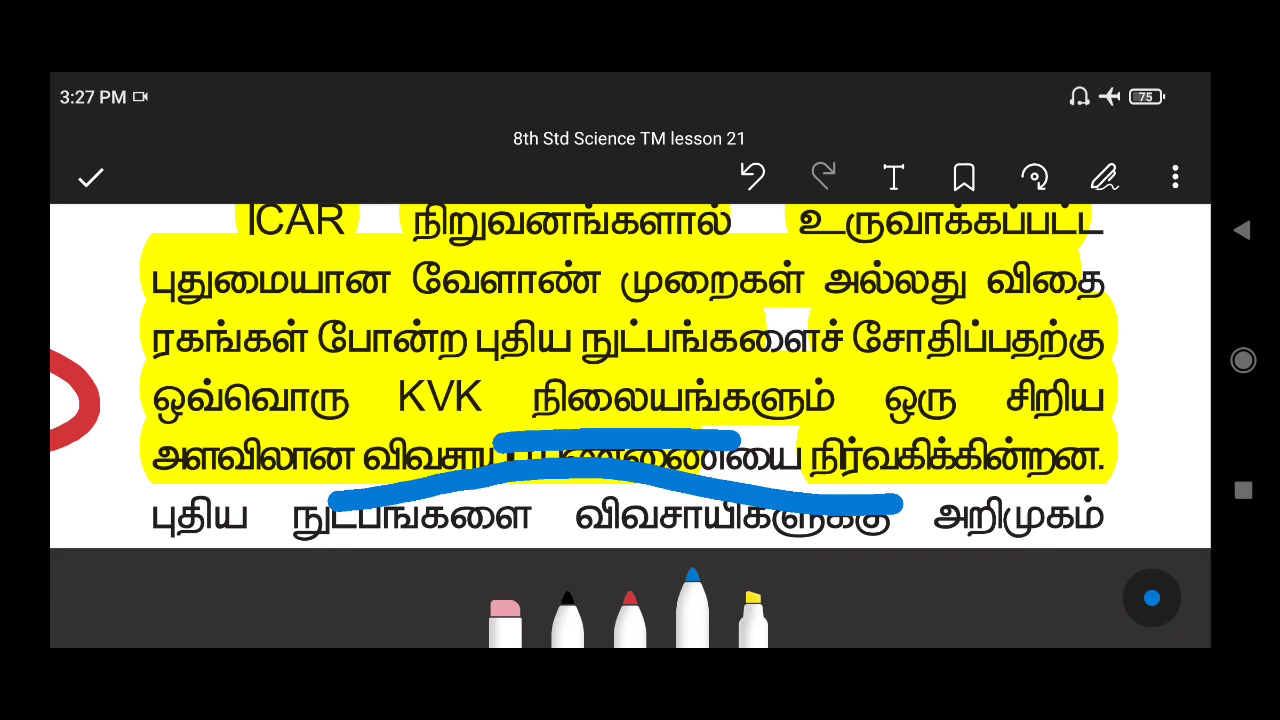 3:27 PM
75
8th Std Science TM lesson 21
ICAR நிறுவனங்களால் உருவாக்கப்பட்ட
புதுமையான வேளாண் முறைகள் அல்லது விதை
ரகங்கள் போன்ற புதிய நுட்பங்களைச் சோதிப்பதற்கு
ஒவ்வொரு KVK நிலையங்களும் ஒரு சிறிய
அளவிலான விவசாய நிர்வகிக்கின்றன.
புதிய நுட்பங்களை விவசாயிகளுக்கு அறிமுகம்